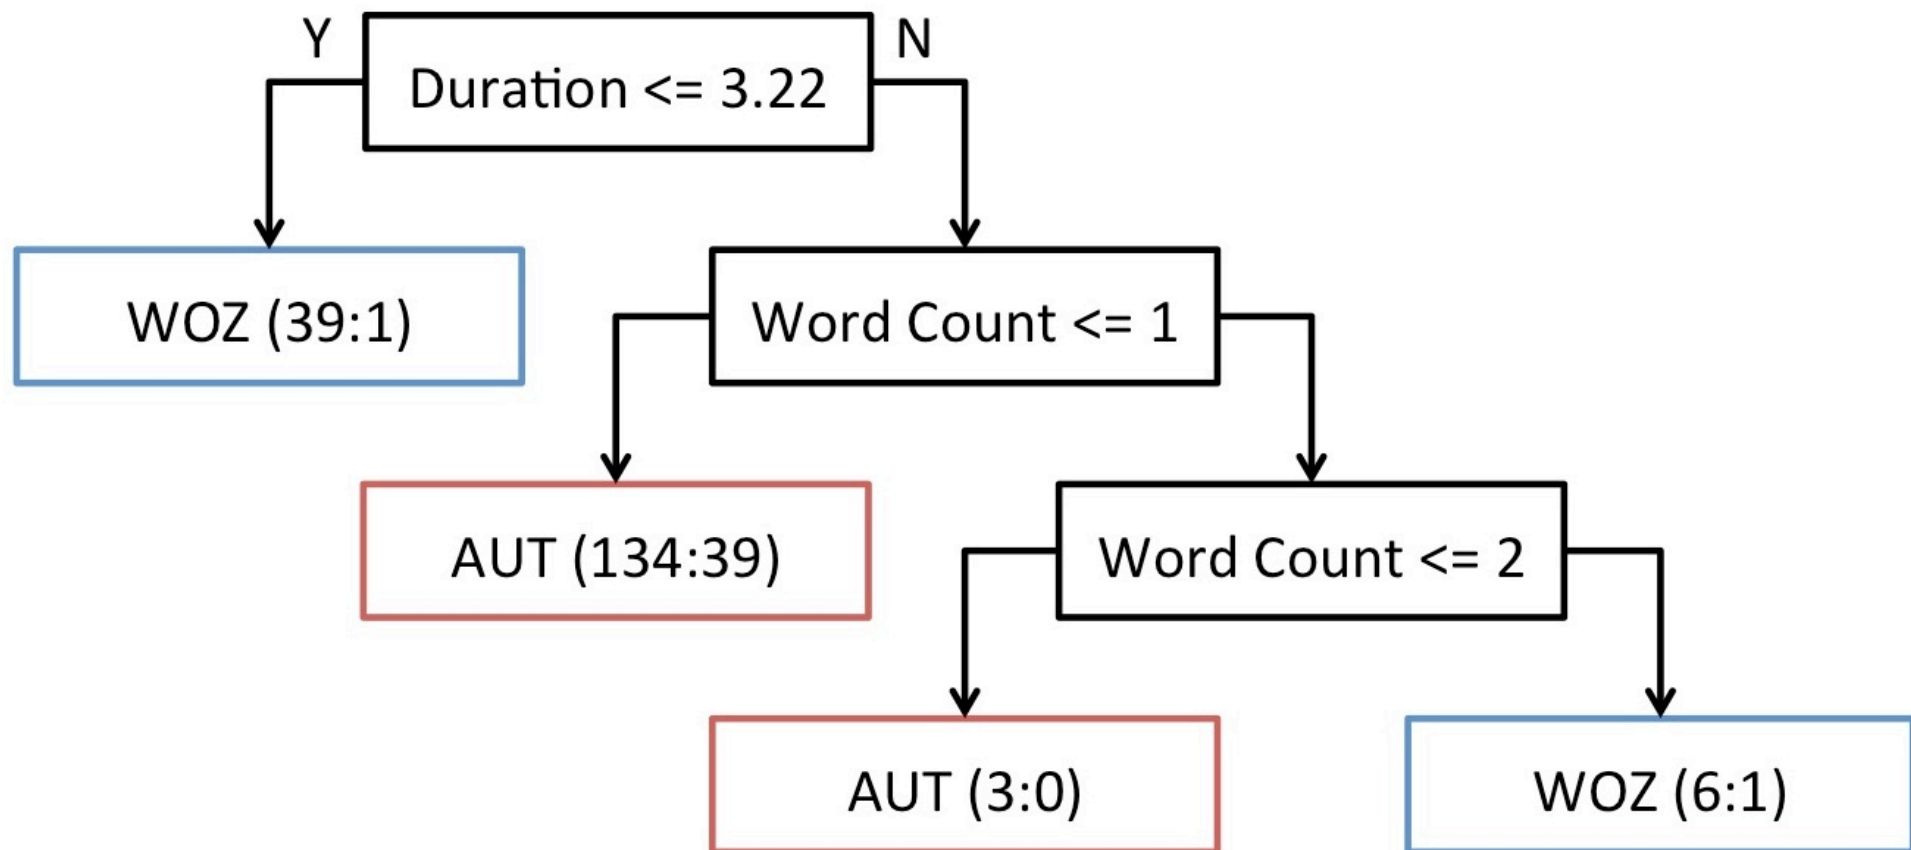 Y
N
Duration <= 3.22
WOZ (39:1)
Word Count <= 1
AUT (134:39)
Word Count <= 2
AUT (3:0)
WOZ (6:1)